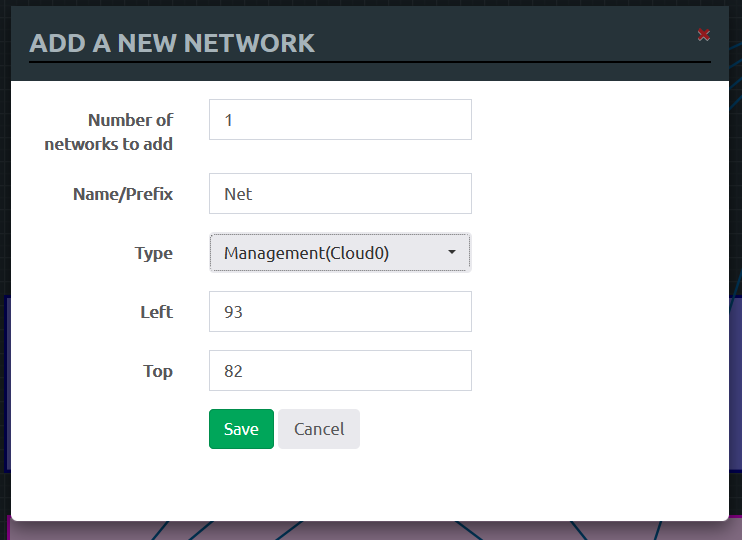 ADD A NEW NETWORK
Number of
networks to add
1
Name/Prefix
Net
Type
Management(Cloud0)
Left
93
Top
82
Save
Cancel